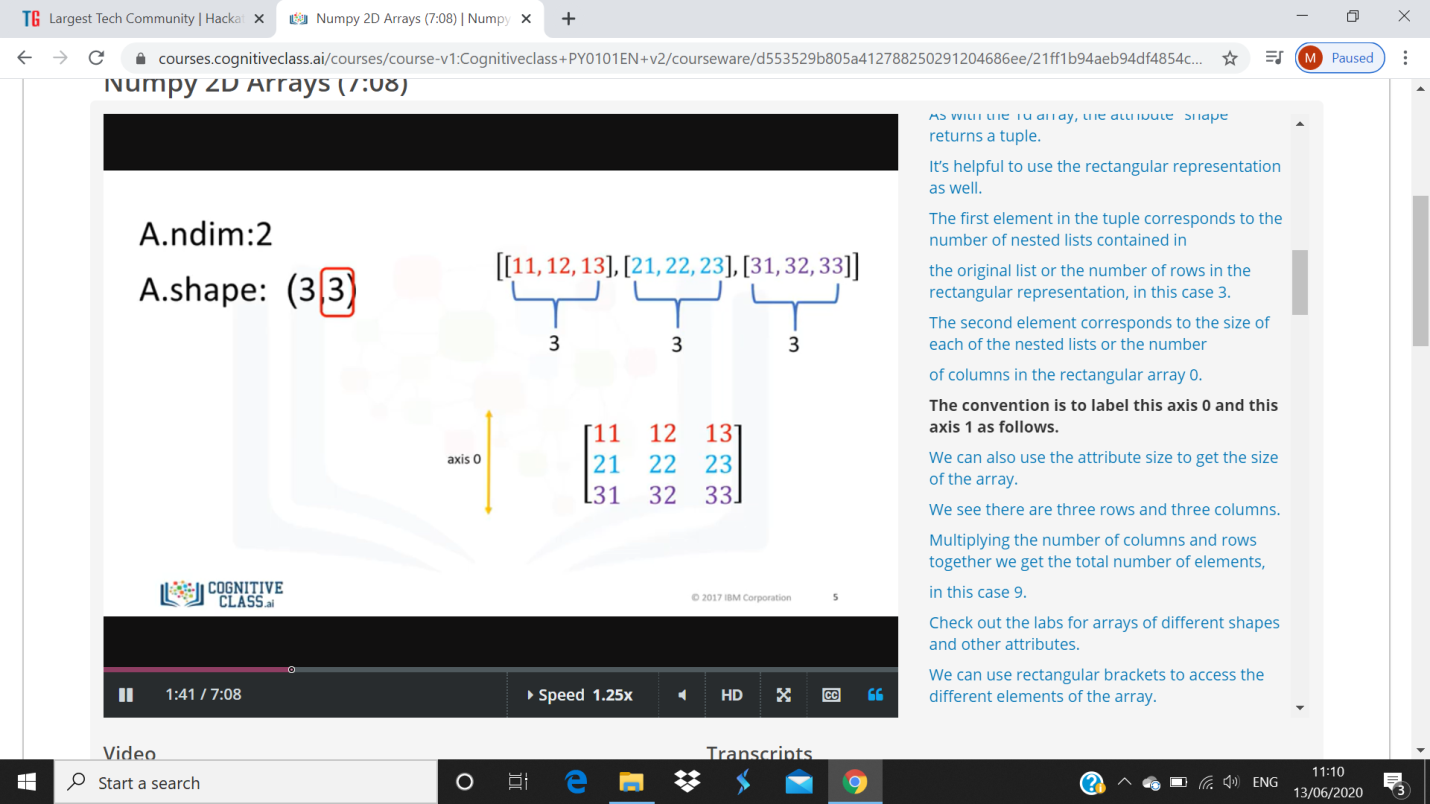 TG Largest Tech Community | Hacka
Numpy 2D Arrays (7:08) | Numpy
courses.cognitiveclass.ai/courses/course-v1:Cognitiveclass+PY0101EN+v2/courseware/d553529b805a412788250291204686ee/21ff1b94aeb94df4854c...
M Paused
Numpy 2D Arrays (7:08)
A.ndim:2
A.shape: (3,3)
[[11, 12, 13], [21, 22, 23], [31, 32, 33]]
3 3 3
axis 0
11 12 13
21 22 23
31 32 33
COGNITIVE
CLASS.ai
© 2017 IBM Corporation 5
1:41 / 7:08
Speed 1.25x
HD
CC
As with the 1d array, the attribute "shape"
returns a tuple.
It’s helpful to use the rectangular representation
as well.
The first element in the tuple corresponds to the
number of nested lists contained in
the original list or the number of rows in the
rectangular representation, in this case 3.
The second element corresponds to the size of
each of the nested lists or the number
of columns in the rectangular array 0.
The convention is to label this axis 0 and this
axis 1 as follows.
We can also use the attribute size to get the size
of the array.
We see there are three rows and three columns.
Multiplying the number of columns and rows
together we get the total number of elements,
in this case 9.
Check out the labs for arrays of different shapes
and other attributes.
We can use rectangular brackets to access the
different elements of the array.
Video
Transcripts
Start a search
ENG
11:10
13/06/2020
3